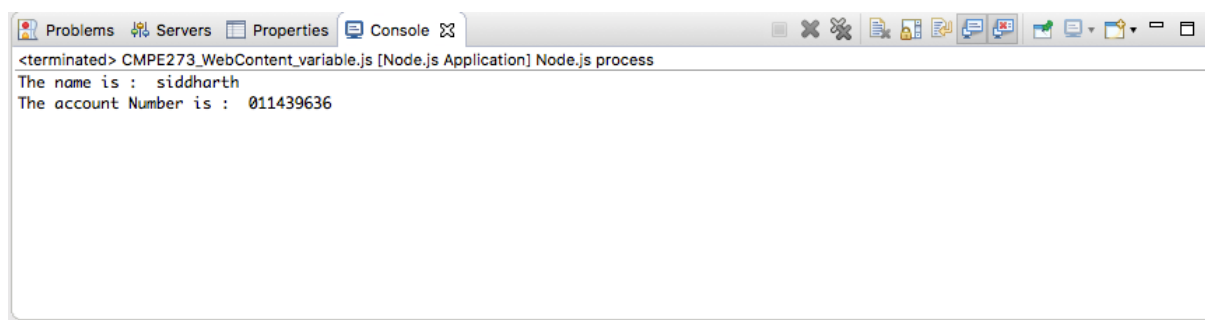 Problems Servers Properties Console
<terminated> CMPE273_WebContent_variable.js [Node.js Application] Node.js process
The name is :  siddharth
The account Number is :  011439636